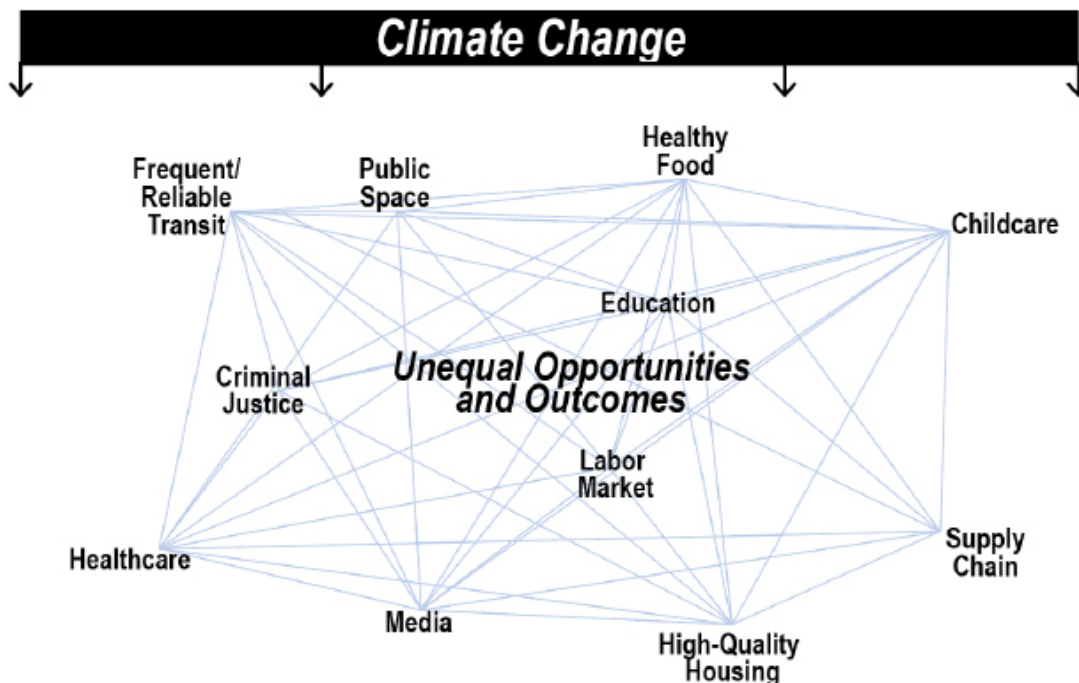 Climate Change
Frequent/
Reliable
Transit
Public
Space
Healthy
Food
Childcare
Education
Criminal
Justice
Unequal Opportunities
and Outcomes
Labor
Market
Healthcare
Media
High-Quality
Housing
Supply
Chain